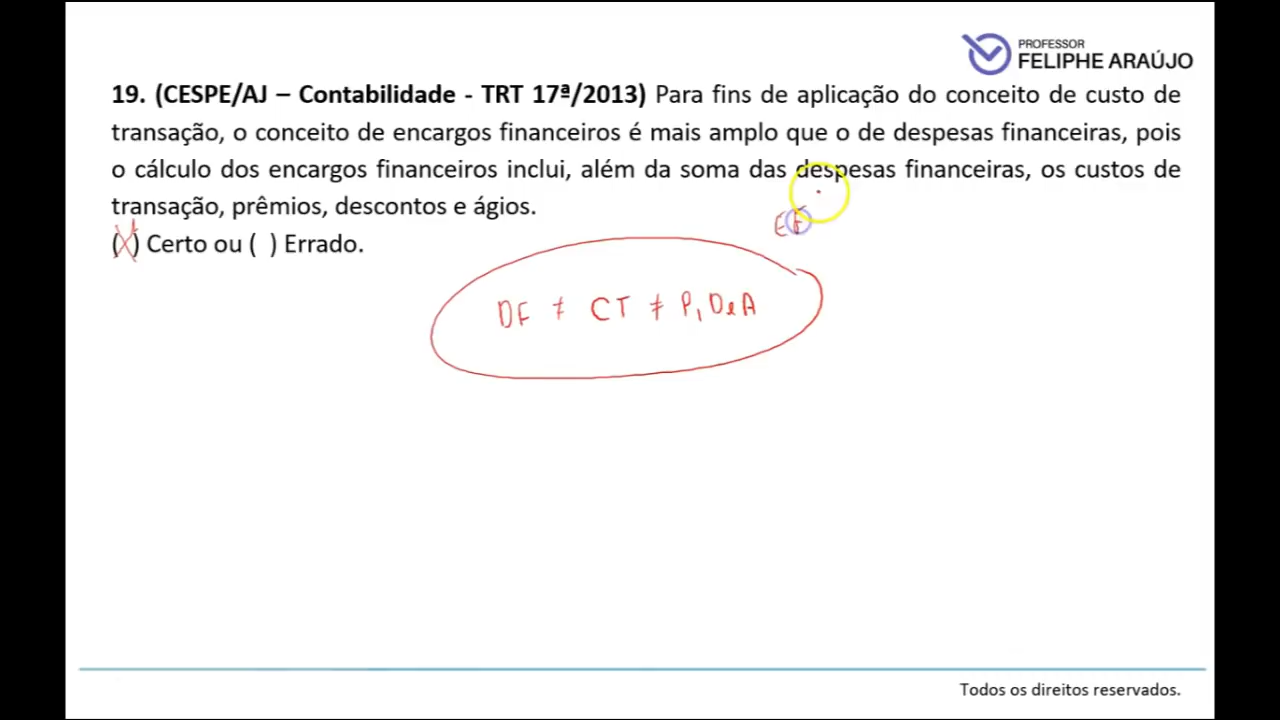 PROFESSOR
FELIPHE ARAÚJO
19. (CESPE/AJ – Contabilidade - TRT 17ª/2013) Para fins de aplicação do conceito de custo de
transação, o conceito de encargos financeiros é mais amplo que o de despesas financeiras, pois
o cálculo dos encargos financeiros inclui, além da soma das despesas financeiras, os custos de
transação, prêmios, descontos e ágios.
EF
(X) Certo ou ( ) Errado.
DF ≠ CT ≠ P, D e A
Todos os direitos reservados.